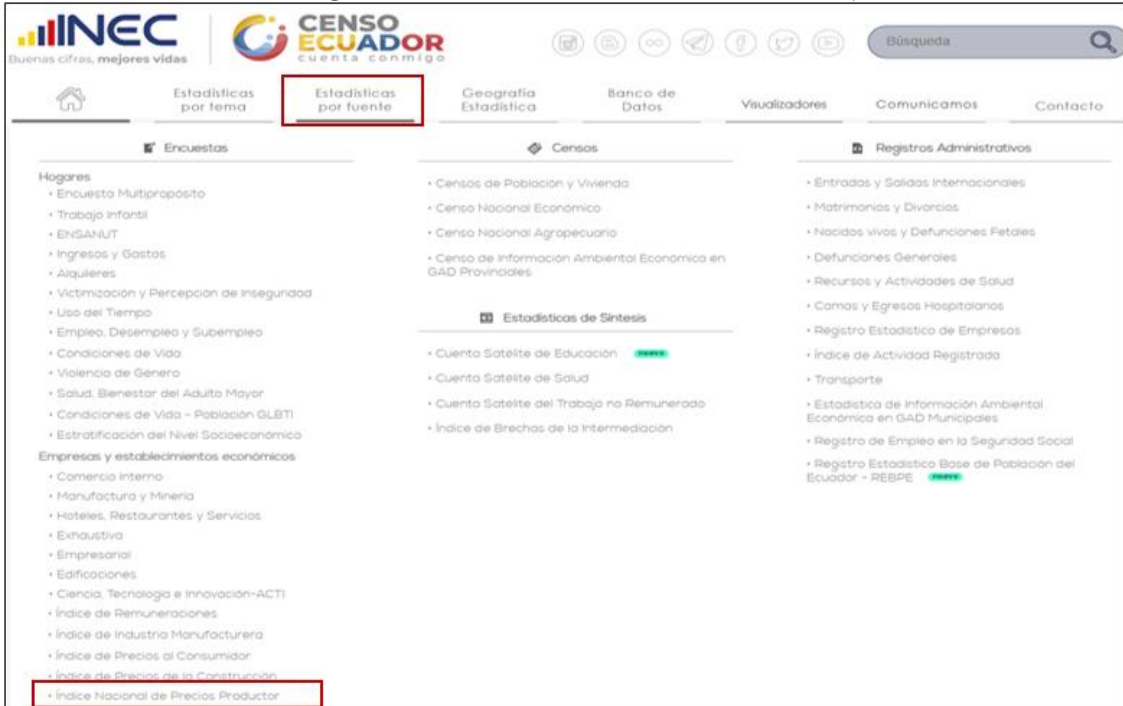 INEC
Buenas cifras, mejores vidas
CENSO
ECUADOR
cuenta conmigo
Búsqueda
Estadísticas
por tema
Estadísticas
por fuente
Geografía
Estadística
Banco de
Datos
Visualizadores
Comunicamos
Contacto
Encuestas
Hogares
• Encuesta Multipropósito
• Trabajo Infantil
• ENSANUT
• Ingresos y Gastos
• Alquileres
• Victimización y Percepción de Inseguridad
• Uso del Tiempo
• Empleo, Desempleo y Subempleo
• Condiciones de Vida
• Violencia de Género
• Salud, Bienestar del Adulto Mayor
• Condiciones de Vida - Población GLBTI
• Estratificación del Nivel Socioeconómico
Empresas y establecimientos económicos
• Comercio interno
• Manufactura y Minería
• Hoteles, Restaurantes y Servicios
• Exhaustiva
• Empresarial
• Edificaciones
• Ciencia, Tecnología e Innovación-ACTI
• Índice de Remuneraciones
• Índice de Industria Manufacturera
• Índice de Precios al Consumidor
• Índice de Precios de la Construcción
• Índice Nacional de Precios Productor
Censos
• Censos de Población y Vivienda
• Censo Nacional Económico
• Censo Nacional Agropecuario
• Censo de Información Ambiental Económica en
GAD Provinciales
Estadísticas de Síntesis
• Cuenta Satélite de Educación nuevo
• Cuenta Satélite de Salud
• Cuenta Satélite del Trabajo no Remunerado
• Índice de Brechas de la Intermediación
Registros Administrativos
• Entradas y Salidas Internacionales
• Matrimonios y Divorcios
• Nacidos vivos y Defunciones Fetales
• Defunciones Generales
• Recursos y Actividades de Salud
• Camas y Egresos Hospitalarios
• Registro Estadístico de Empresas
• Índice de Actividad Registrada
• Transporte
• Estadística de Información Ambiental
Económica en GAD Municipales
• Registro de Empleo en la Seguridad Social
• Registro Estadístico Base de Población del
Ecuador - REBPE nuevo